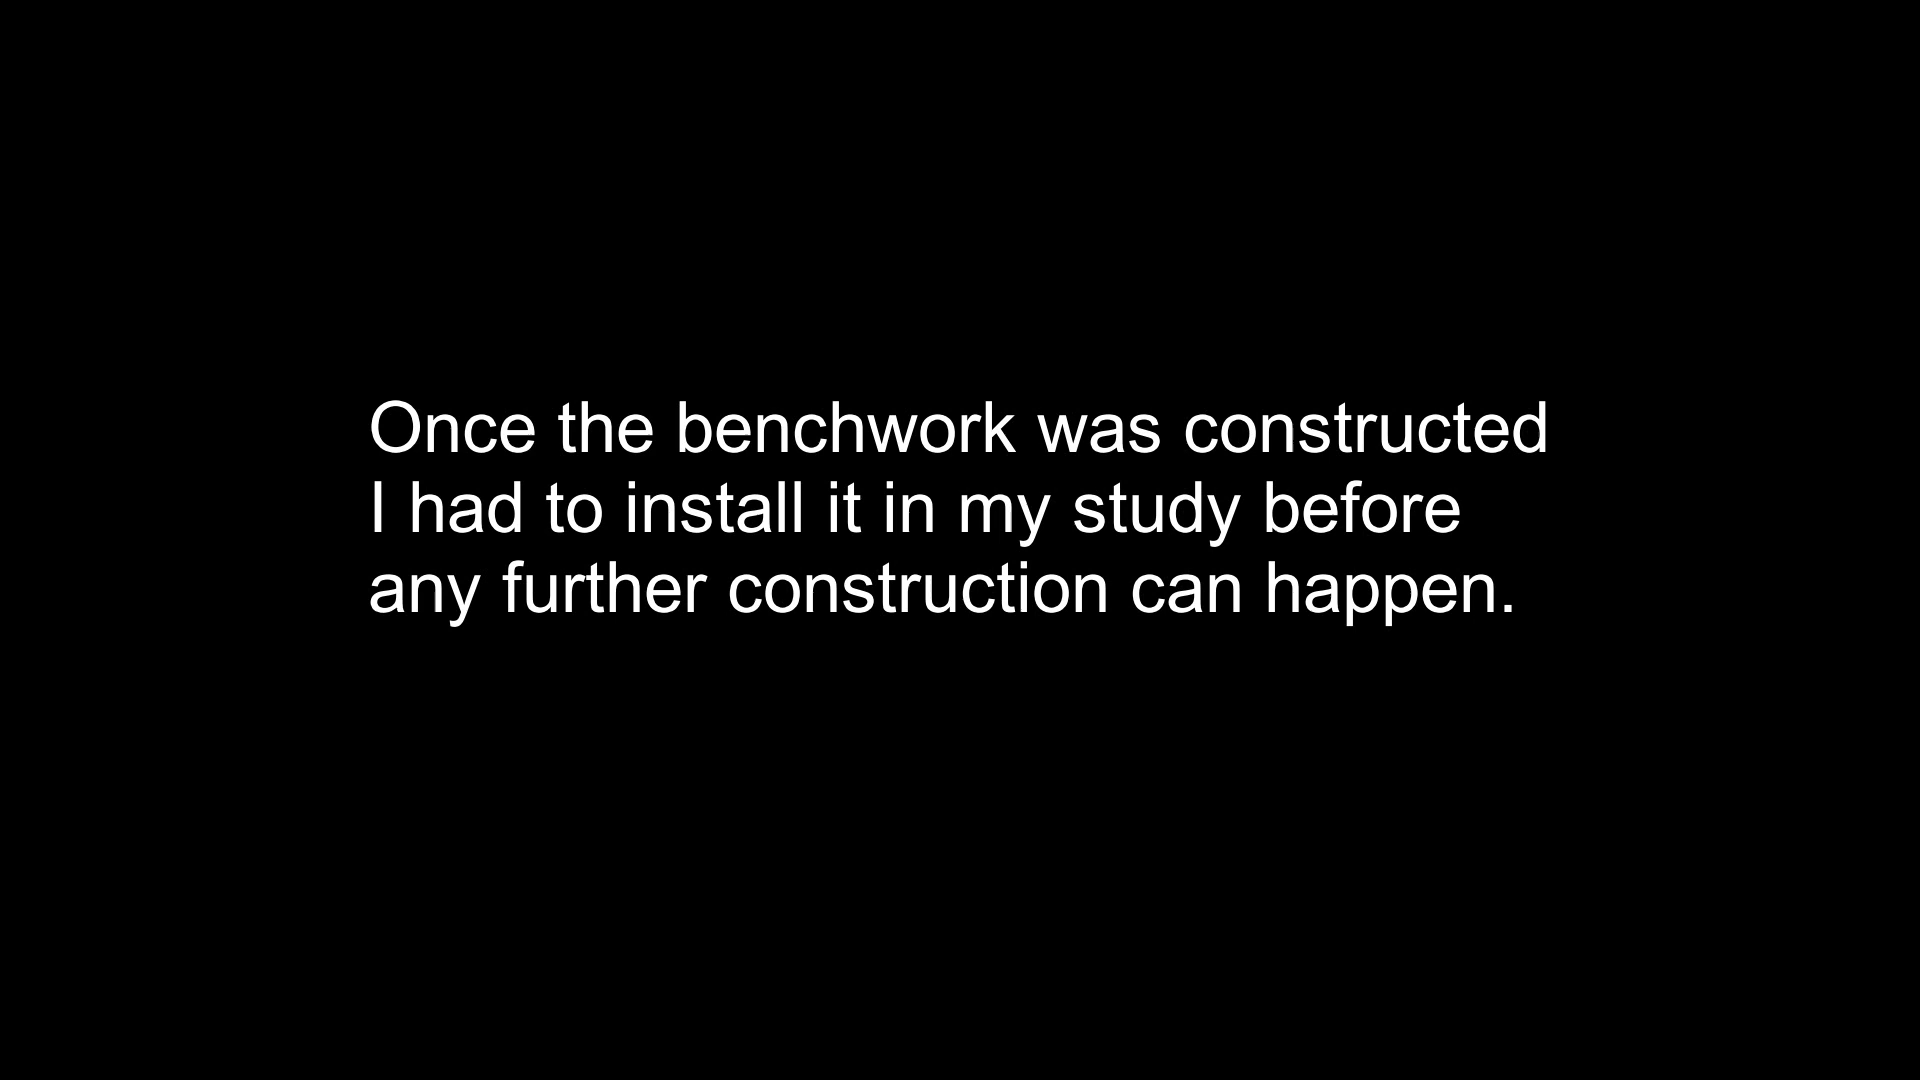 Once the benchwork was constructed
I had to install it in my study before
any further construction can happen.